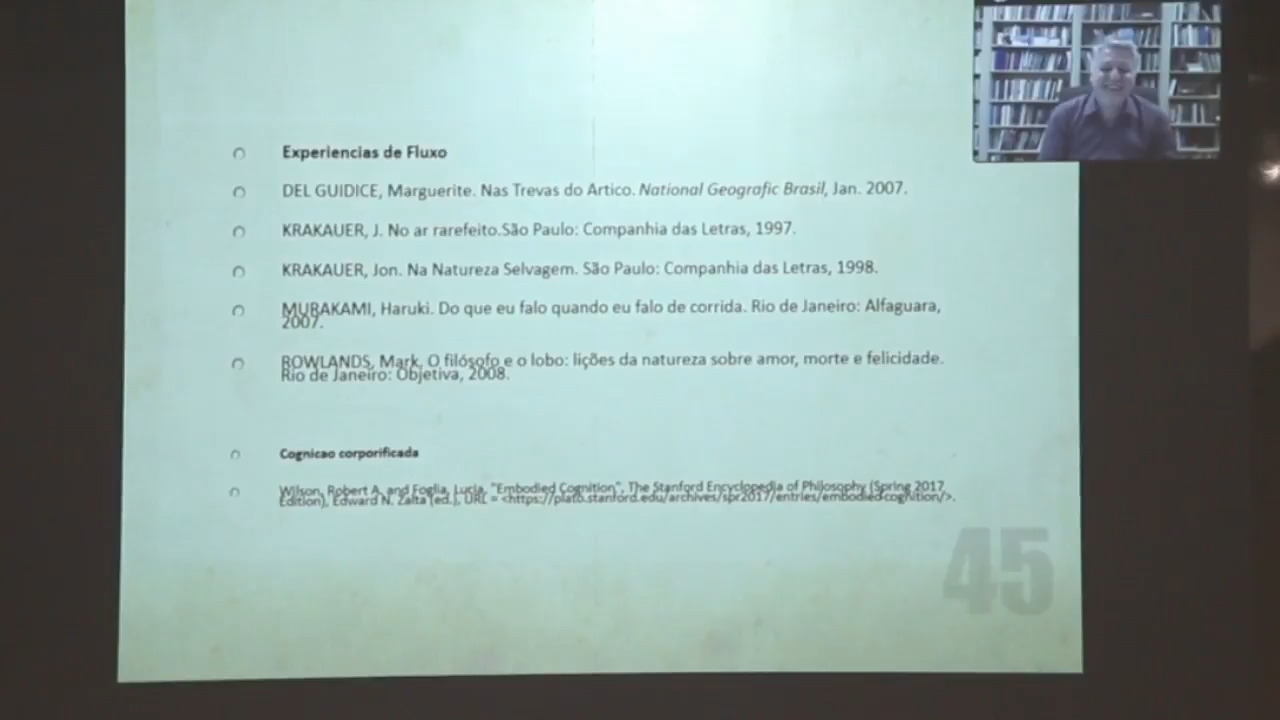 Experiencias de Fluxo
DEL GUIDICE, Marguerite. Nas Trevas do Artico. National Geografic Brasil, Jan. 2007.
KRAKAUER, J. No ar rarefeito.São Paulo: Companhia das Letras, 1997.
KRAKAUER, Jon. Na Natureza Selvagem. São Paulo: Companhia das Letras, 1998.
MURAKAMI, Haruki. Do que eu falo quando eu falo de corrida. Rio de Janeiro: Alfaguara,
2007.
ROWLANDS, Mark. O filósofo e o lobo: lições da natureza sobre amor, morte e felicidade.
Rio de Janeiro: Objetiva, 2008.
Cognicao corporificada
Wilson, Robert A. and Foglia, Lucia, "Embodied Cognition", The Stanford Encyclopedia of Philosophy (Spring 2017
Edition), Edward N. Zalta (ed.), URL = <https://plato.stanford.edu/archives/spr2017/entries/embodied-cognition/>.
45